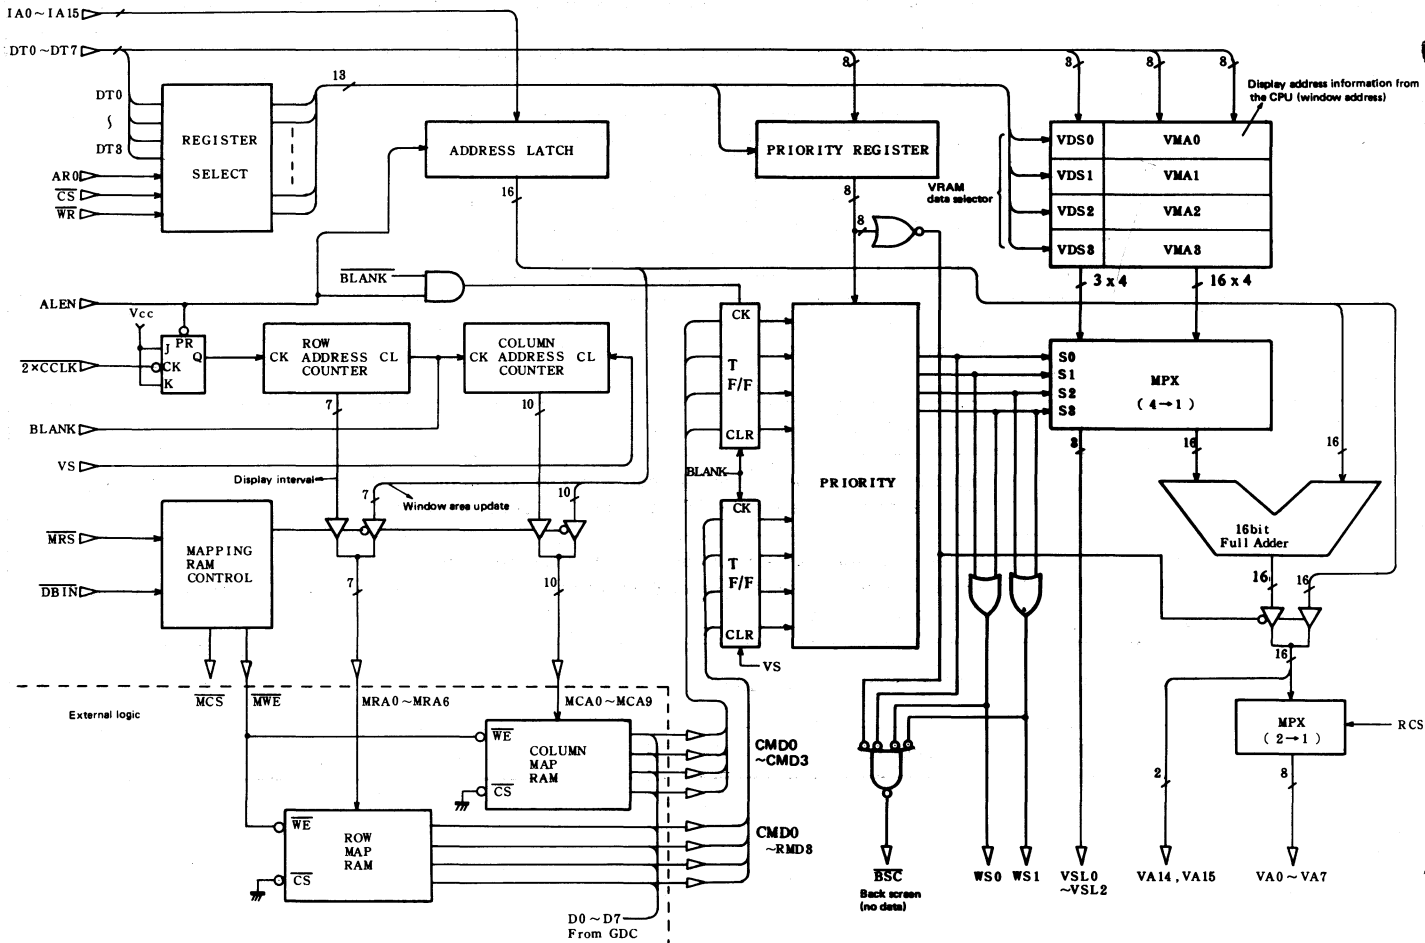 IA0~IA15
DT0~DT7
13
8
8
8
8
Display address information from
the CPU (window address)
DT0
∫
DT8
REGISTER
SELECT
ADDRESS LATCH
PRIORITY REGISTER
VDS0
VMA0
VDS1
VMA1
VDS2
VMA2
VDS3
VMA3
AR0
CS
WR
16
8
VRAM
data selector
8
BLANK
3 x 4
16 x 4
ALEN
Vcc
PR
J
Q
CK
K
2×CCLK
CK
ROW
ADDRESS
COUNTER
CL
CK
COLUMN
ADDRESS
COUNTER
CL
CK
T
F/F
CLR
S0
S1
S2
S3
MPX
(4→1)
7
10
BLANK
VS
8
16
16
BLANK
PRIORITY
Display interval
7
Window area update
10
CK
T
F/F
CLR
16bit
Full Adder
MRS
DBIN
MAPPING
RAM
CONTROL
7
10
16
16
VS
16
MCS
MWE
MRA0~MRA6
MCA0~MCA9
External logic
WE
COLUMN
MAP
RAM
CS
CMD0
~CMD3
MPX
(2→1)
RCS
2
8
WE
ROW
MAP
RAM
CS
CMD0
~RMD3
BSC
Back screen
(no data)
WS0
WS1
VSL0
~VSL2
VA14,VA15
VA0~VA7
D0~D7
From GDC